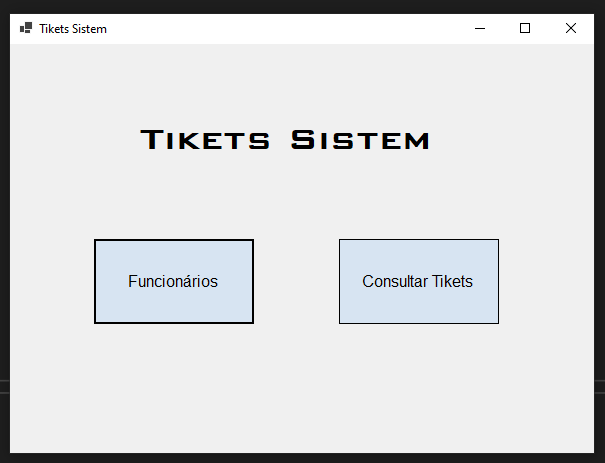 Tikets Sistem
Tikets Sistem
Funcionários
Consultar Tikets